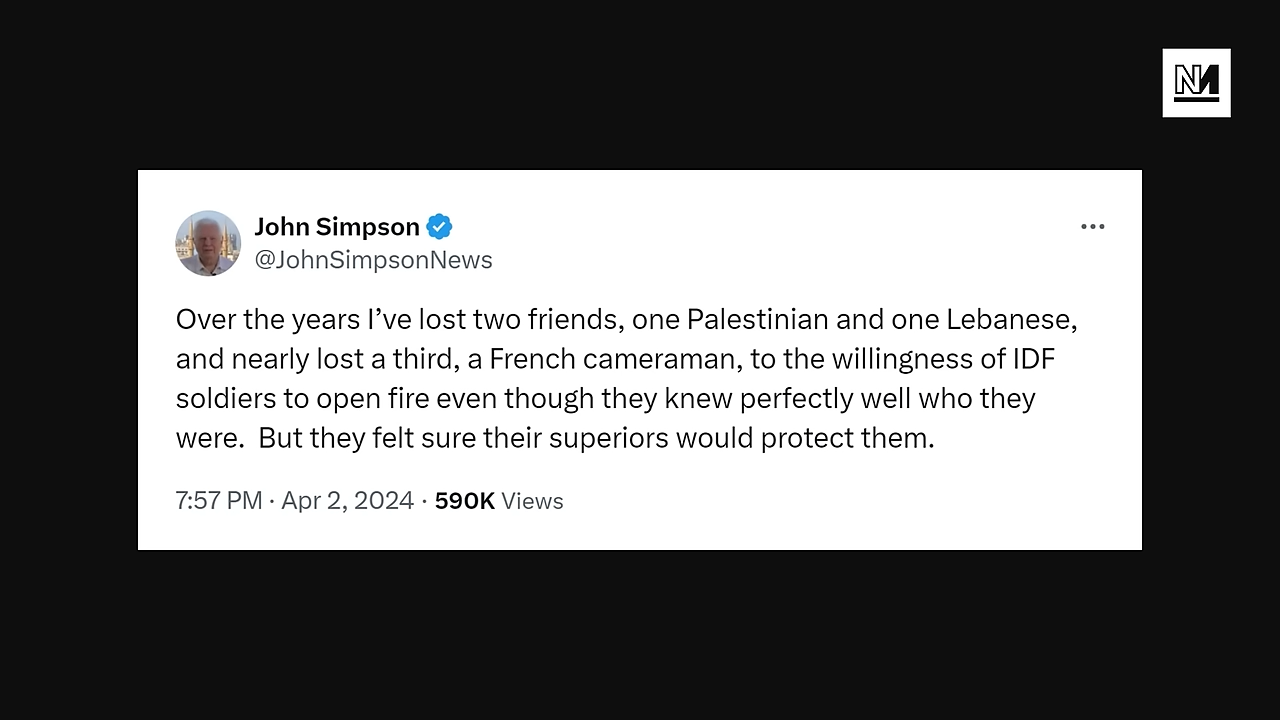 NM
John Simpson
@JohnSimpsonNews
Over the years I’ve lost two friends, one Palestinian and one Lebanese,
and nearly lost a third, a French cameraman, to the willingness of IDF
soldiers to open fire even though they knew perfectly well who they
were.  But they felt sure their superiors would protect them.
7:57 PM · Apr 2, 2024 · 590K Views